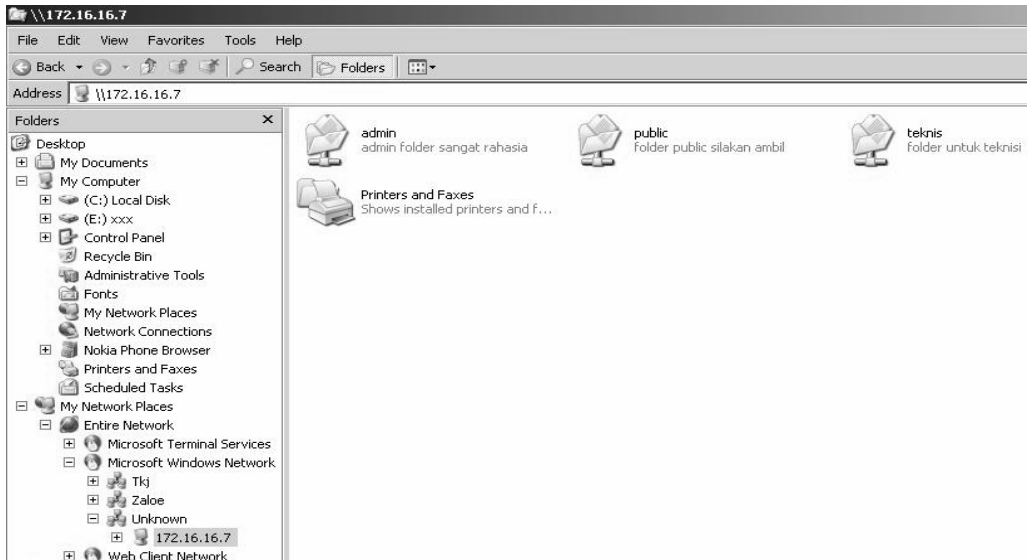 \\172.16.16.7
File Edit View Favorites Tools Help
Back Search Folders
Address \\172.16.16.7
Folders
Desktop
My Documents
My Computer
(C:) Local Disk
(E:) xxx
Control Panel
Recycle Bin
Administrative Tools
Fonts
My Network Places
Network Connections
Nokia Phone Browser
Printers and Faxes
Scheduled Tasks
My Network Places
Entire Network
Microsoft Terminal Services
Microsoft Windows Network
Tkj
Zaloe
Unknown
172.16.16.7
Web Client Network
admin
admin folder sangat rahasia
public
folder public silakan ambil
teknis
folder untuk teknisi
Printers and Faxes
Shows installed printers and f...